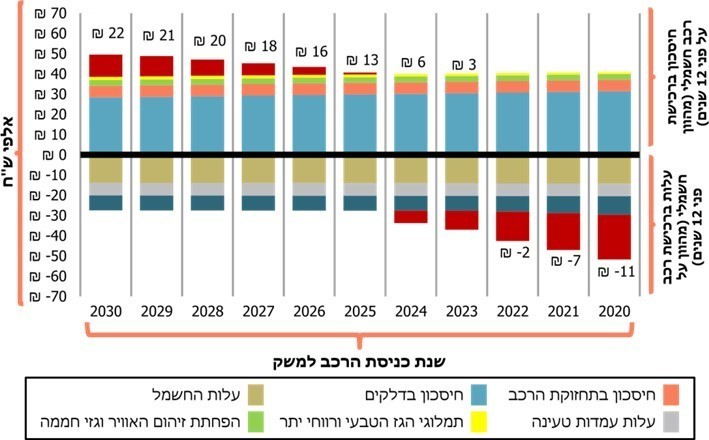 ₪ 70
₪ 60
₪ 50
₪ 40
₪ 30
₪ 20
₪ 10
₪ 0
₪ -10
₪ -20
₪ -30
₪ -40
₪ -50
₪ -60
₪ -70
אלפי ש"ח
₪ 22
₪ 21
₪ 20
₪ 18
₪ 16
₪ 13
₪ 6
₪ 3
₪ -2
₪ -7
₪ -11
חיסכון ברכישת
רכב חשמלי (מהוון
על פני 12 שנים)
עלות ברכישת רכב
חשמלי (מהוון על
פני 12 שנים)
2030 2029 2028 2027 2026 2025 2024 2023 2022 2021 2020
שנת כניסת הרכב למשק
חיסכון בתחזוקת הרכב חיסכון בדלקים עלות החשמל
עלות עמדות טעינה תמלוגי הגז הטבעי ורווחי יתר הפחתת זיהום האוויר וגזי חממה